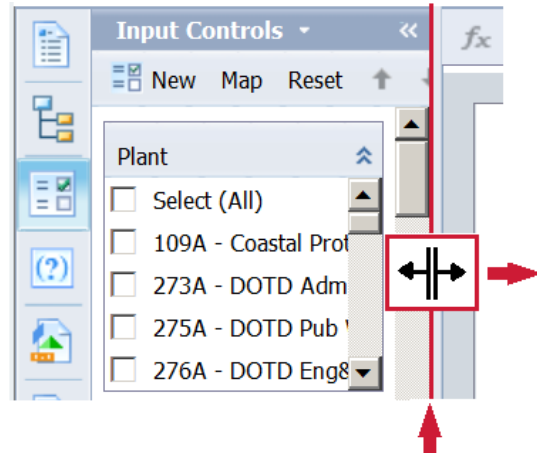 Input Controls
fx
New Map Reset
Plant
Select (All)
109A - Coastal Prot
273A - DOTD Adm
(?)
275A - DOTD Pub
276A - DOTD Eng&